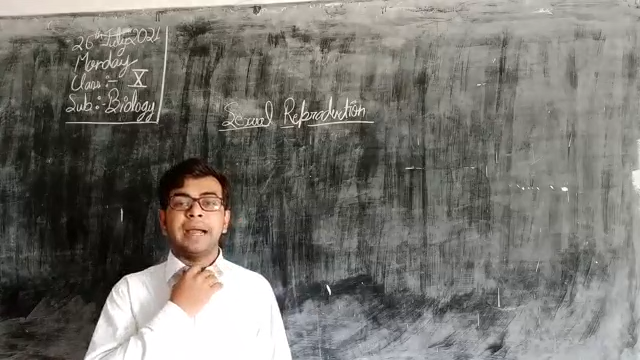 26th July 2021
Monday
Class:- X
Sub:- Biology
Sexual Reproduction